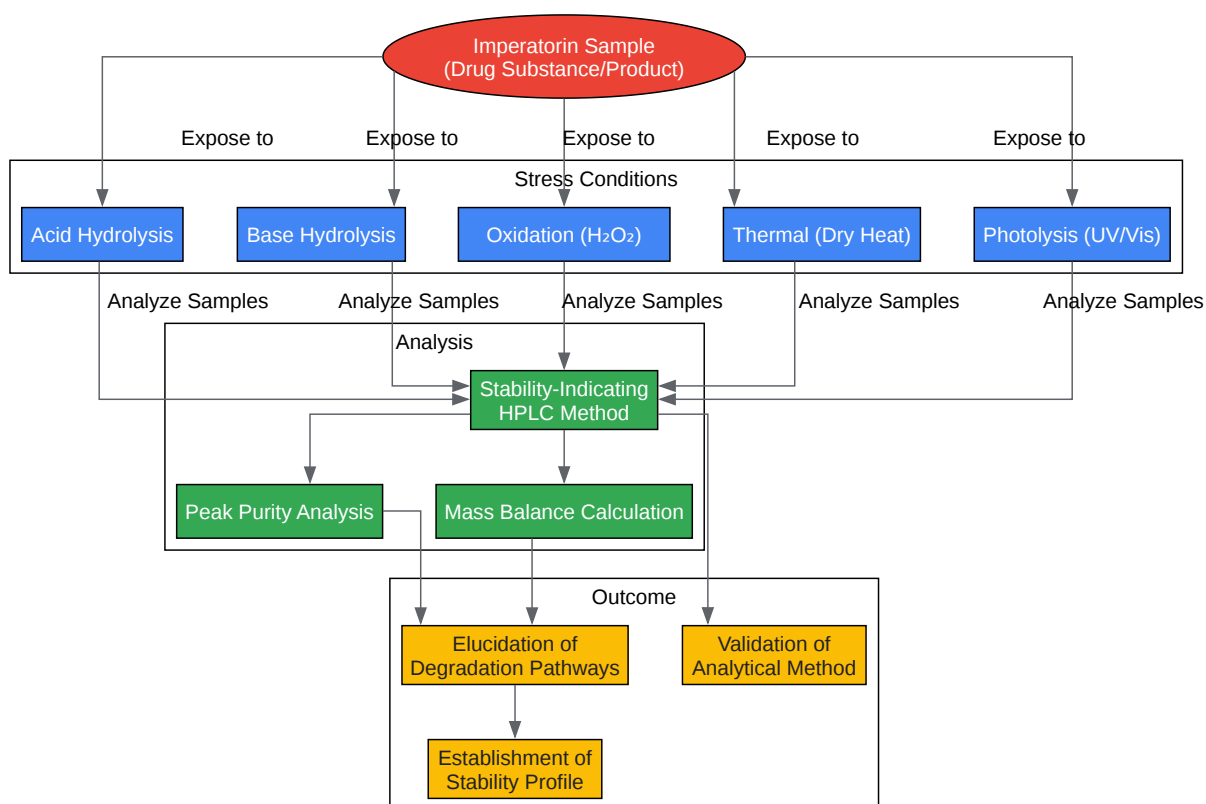 Imperatorin Sample
(Drug Substance/Product)
Expose to
Expose to
Expose to
Expose to
Expose to
Stress Conditions
Acid Hydrolysis
Base Hydrolysis
Oxidation (H₂O₂)
Thermal (Dry Heat)
Photolysis (UV/Vis)
Analyze Samples
Analyze Samples
Analyze Samples
Analyze Samples
Analyze Samples
Analysis
Stability-Indicating
HPLC Method
Peak Purity Analysis
Mass Balance Calculation
Outcome
Elucidation of
Degradation Pathways
Validation of
Analytical Method
Establishment of
Stability Profile